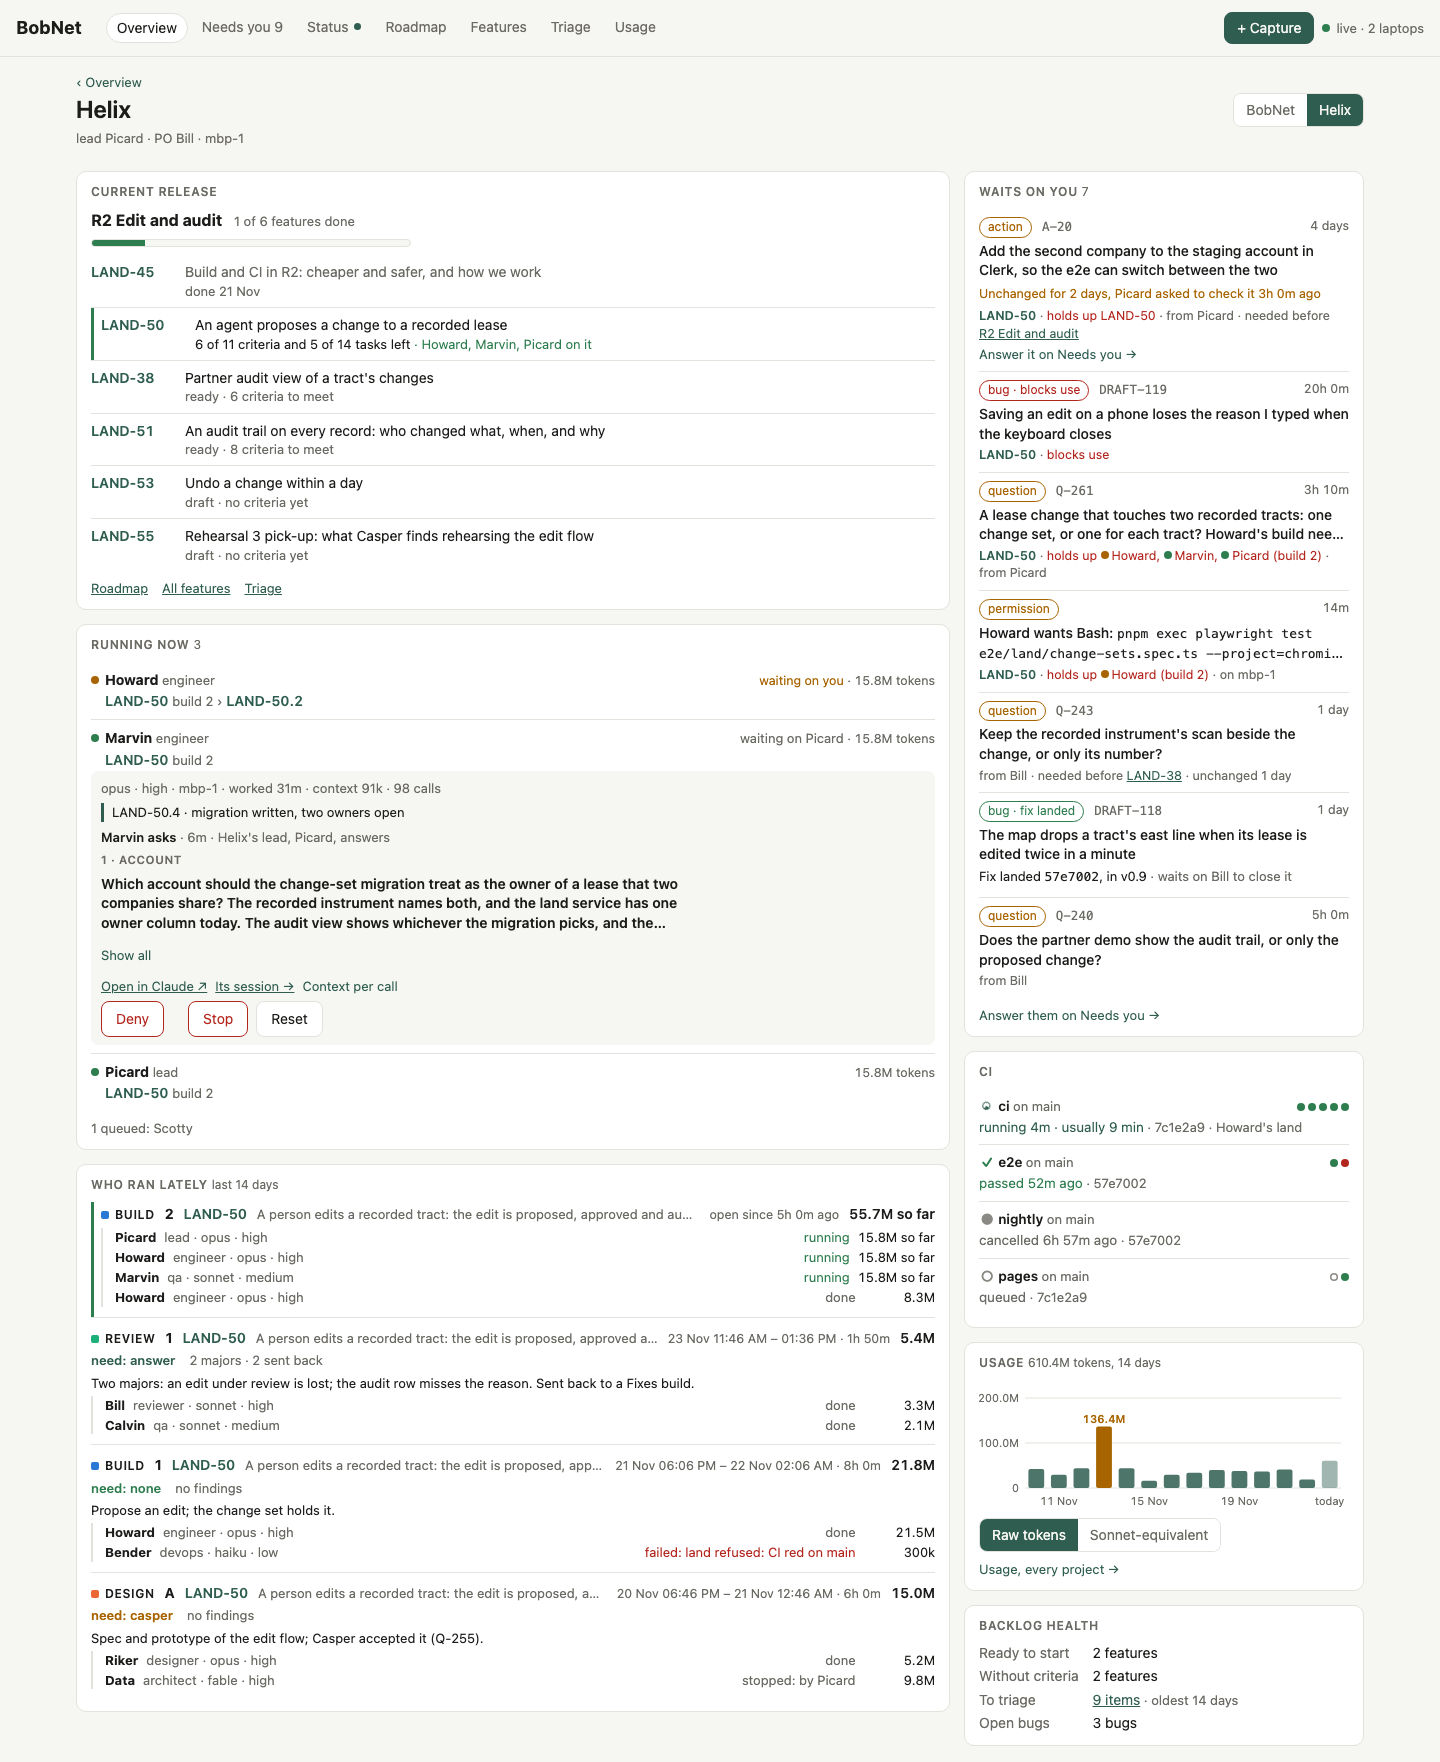 BobNet
Overview
Needs you 9
Status
Roadmap
Features
Triage
Usage
+ Capture
live · 2 laptops
‹ Overview
Helix
lead Picard · PO Bill · mbp-1
BobNet
Helix
CURRENT RELEASE
R2 Edit and audit 1 of 6 features done
LAND-45 Build and CI in R2: cheaper and safer, and how we work
done 21 Nov
LAND-50 An agent proposes a change to a recorded lease
6 of 11 criteria and 5 of 14 tasks left · Howard, Marvin, Picard on it
LAND-38 Partner audit view of a tract's changes
ready · 6 criteria to meet
LAND-51 An audit trail on every record: who changed what, when, and why
ready · 8 criteria to meet
LAND-53 Undo a change within a day
draft · no criteria yet
LAND-55 Rehearsal 3 pick-up: what Casper finds rehearsing the edit flow
draft · no criteria yet
Roadmap All features Triage
RUNNING NOW 3
Howard engineer waiting on you · 15.8M tokens
LAND-50 build 2 › LAND-50.2
Marvin engineer waiting on Picard · 15.8M tokens
LAND-50 build 2
opus · high · mbp-1 · worked 31m · context 91k · 98 calls
LAND-50.4 · migration written, two owners open
Marvin asks · 6m · Helix's lead, Picard, answers
1 · ACCOUNT
Which account should the change-set migration treat as the owner of a lease that two
companies share? The recorded instrument names both, and the land service has one
owner column today. The audit view shows whichever the migration picks, and the...
Show all
Open in Claude ↗ Its session → Context per call
Deny Stop Reset
Picard lead 15.8M tokens
LAND-50 build 2
1 queued: Scotty
WHO RAN LATELY last 14 days
BUILD 2 LAND-50 A person edits a recorded tract: the edit is proposed, approved and au... open since 5h 0m ago 55.7M so far
Picard lead · opus · high running 15.8M so far
Howard engineer · opus · high running 15.8M so far
Marvin qa · sonnet · medium running 15.8M so far
Howard engineer · opus · high done 8.3M
REVIEW 1 LAND-50 A person edits a recorded tract: the edit is proposed, approved a... 23 Nov 11:46 AM – 01:36 PM · 1h 50m 5.4M
need: answer 2 majors · 2 sent back
Two majors: an edit under review is lost; the audit row misses the reason. Sent back to a Fixes build.
Bill reviewer · sonnet · high done 3.3M
Calvin qa · sonnet · medium done 2.1M
BUILD 1 LAND-50 A person edits a recorded tract: the edit is proposed, app... 21 Nov 06:06 PM – 22 Nov 02:06 AM · 8h 0m 21.8M
need: none no findings
Propose an edit; the change set holds it.
Howard engineer · opus · high done 21.5M
Bender devops · haiku · low failed: land refused: CI red on main 300k
DESIGN A LAND-50 A person edits a recorded tract: the edit is proposed, a... 20 Nov 06:46 PM – 21 Nov 12:46 AM · 6h 0m 15.0M
need: casper no findings
Spec and prototype of the edit flow; Casper accepted it (Q-255).
Riker designer · opus · high done 5.2M
Data architect · fable · high stopped: by Picard 9.8M
WAITS ON YOU 7
action A-20 4 days
Add the second company to the staging account in
Clerk, so the e2e can switch between the two
Unchanged for 2 days, Picard asked to check it 3h 0m ago
LAND-50 · holds up LAND-50 · from Picard · needed before
R2 Edit and audit
Answer it on Needs you →
bug · blocks use DRAFT-119 20h 0m
Saving an edit on a phone loses the reason I typed when
the keyboard closes
LAND-50 · blocks use
question Q-261 3h 10m
A lease change that touches two recorded tracts: one
change set, or one for each tract? Howard's build nee...
LAND-50 · holds up Howard, Marvin, Picard (build 2) ·
from Picard
permission 14m
Howard wants Bash: pnpm exec playwright test
e2e/land/change-sets.spec.ts --project=chromi...
LAND-50 · holds up Howard (build 2) · on mbp-1
question Q-243 1 day
Keep the recorded instrument's scan beside the
change, or only its number?
from Bill · needed before LAND-38 · unchanged 1 day
bug · fix landed DRAFT-118 1 day
The map drops a tract's east line when its lease is
edited twice in a minute
Fix landed 57e7002, in v0.9 · waits on Bill to close it
question Q-240 5h 0m
Does the partner demo show the audit trail, or only the
proposed change?
from Bill
Answer them on Needs you →
CI
ci on main
running 4m · usually 9 min · 7c1e2a9 · Howard's land
e2e on main
passed 52m ago · 57e7002
nightly on main
cancelled 6h 57m ago · 57e7002
pages on main
queued · 7c1e2a9
USAGE 610.4M tokens, 14 days
200.0M
136.4M
100.0M
0
11 Nov 15 Nov 19 Nov today
Raw tokens Sonnet-equivalent
Usage, every project →
BACKLOG HEALTH
Ready to start 2 features
Without criteria 2 features
To triage 9 items · oldest 14 days
Open bugs 3 bugs